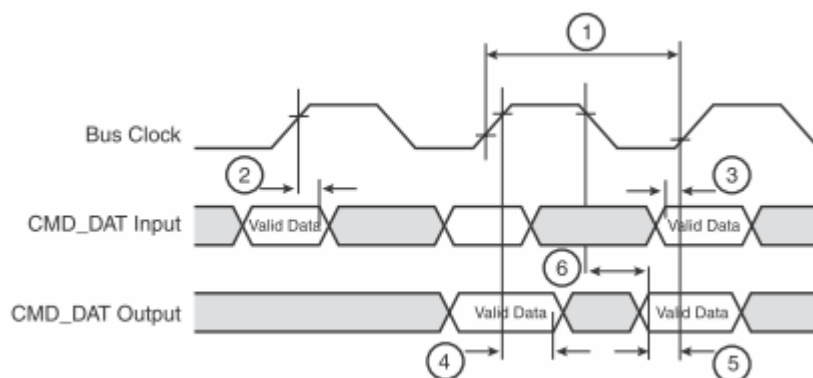 1
Bus Clock
2
3
CMD_DAT Input
Valid Data
Valid Data
6
CMD_DAT Output
Valid Data
Valid Data
4
5